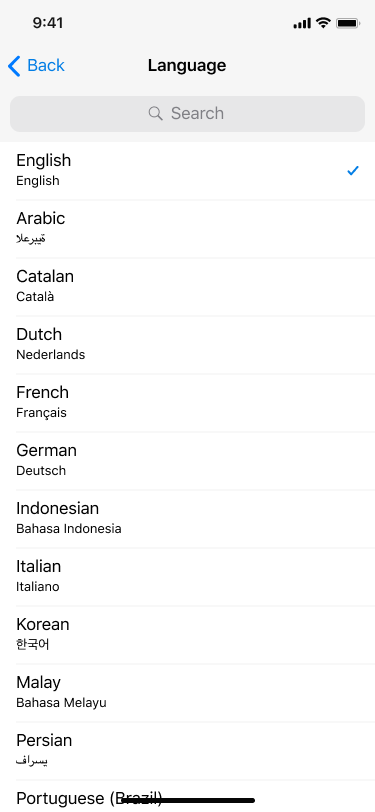 9:41
Back
Language
Search
English
English
Arabic
ةيبرعلا
Catalan
Català
Dutch
Nederlands
French
Français
German
Deutsch
Indonesian
Bahasa Indonesia
Italian
Italiano
Korean
한국어
Malay
Bahasa Melayu
Persian
يسراف
Portuguese (Brazil)